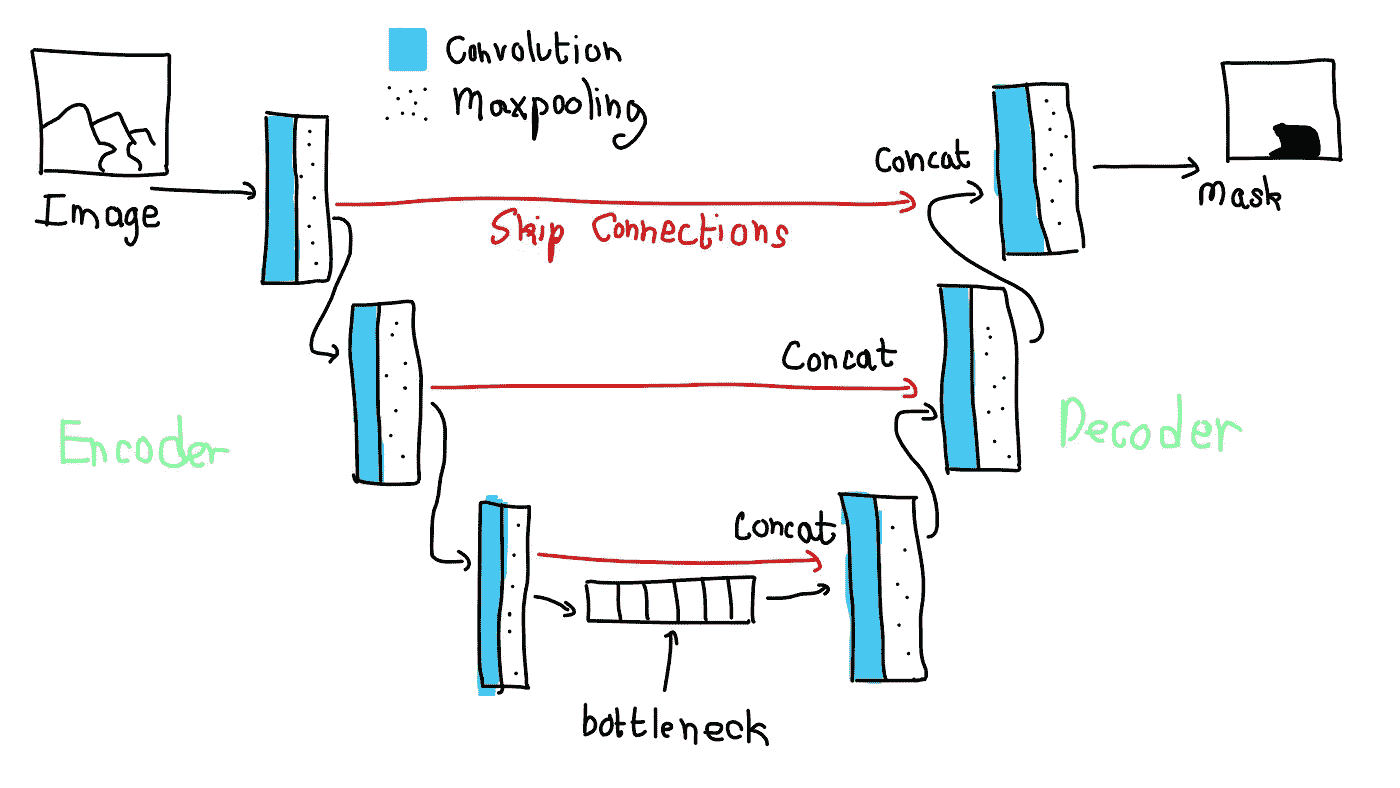 Convolution
Maxpooling
Image
Concat
Mask
Skip Connections
Concat
Encoder
Decoder
Concat
bottleneck